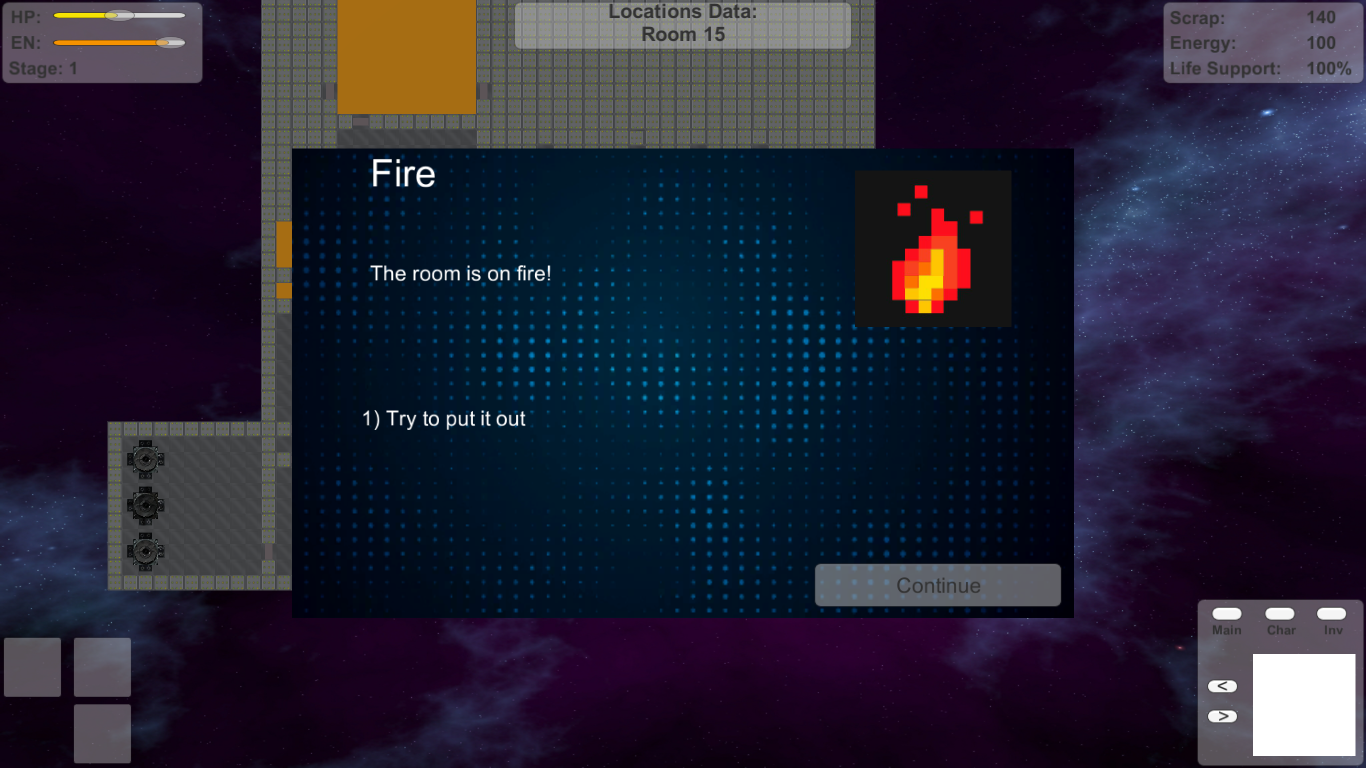 HP:
EN:
Stage: 1
Locations Data:
Room 15
Scrap: 140
Energy: 100
Life Support: 100%
Fire
The room is on fire!
1) Try to put it out
Continue
Main Char Inv
<
>